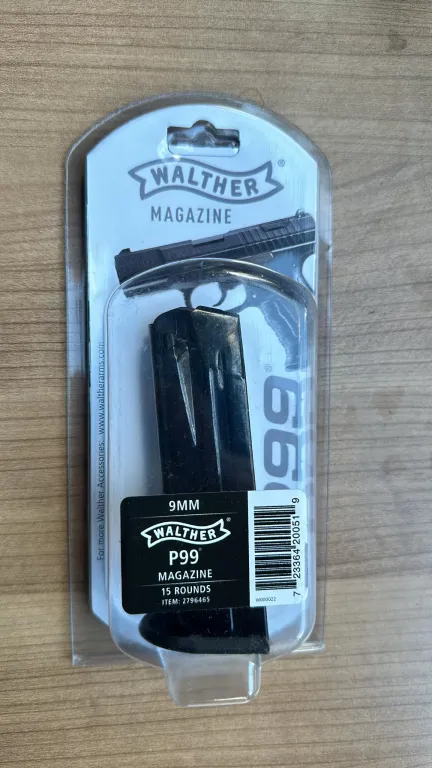 WALTHER®
MAGAZINE
For more Walther Accessories: www.waltherarms.com
®
P99
9MM
WALTHER®
P99®
MAGAZINE
15 ROUNDS
ITEM: 2796465
7 23364 20051 9